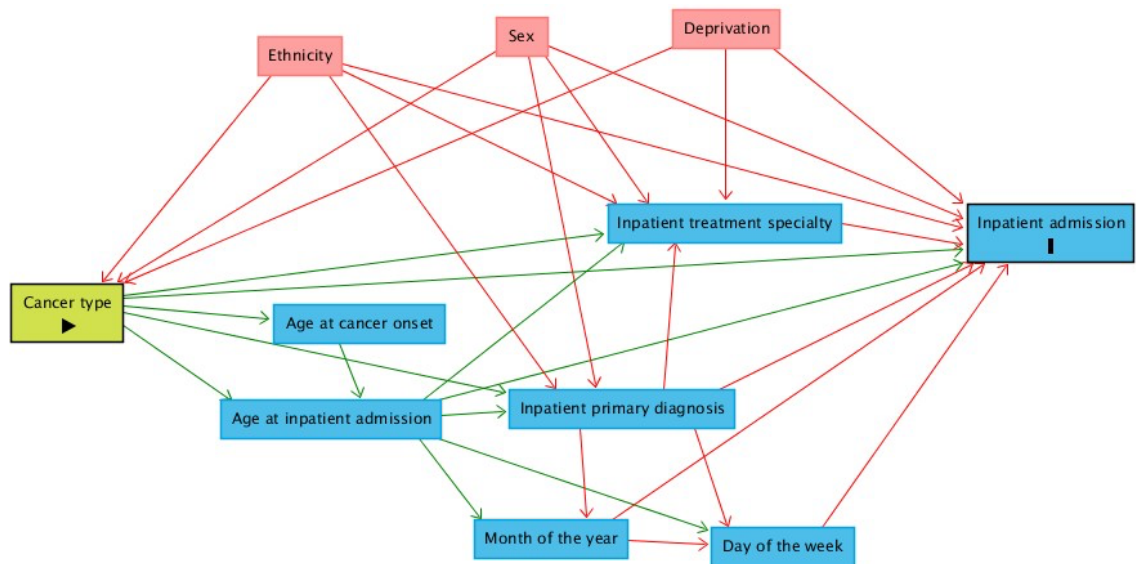 Ethnicity
Sex
Deprivation
Inpatient treatment specialty
Inpatient admission
Cancer type
Age at cancer onset
Age at inpatient admission
Inpatient primary diagnosis
Month of the year
Day of the week